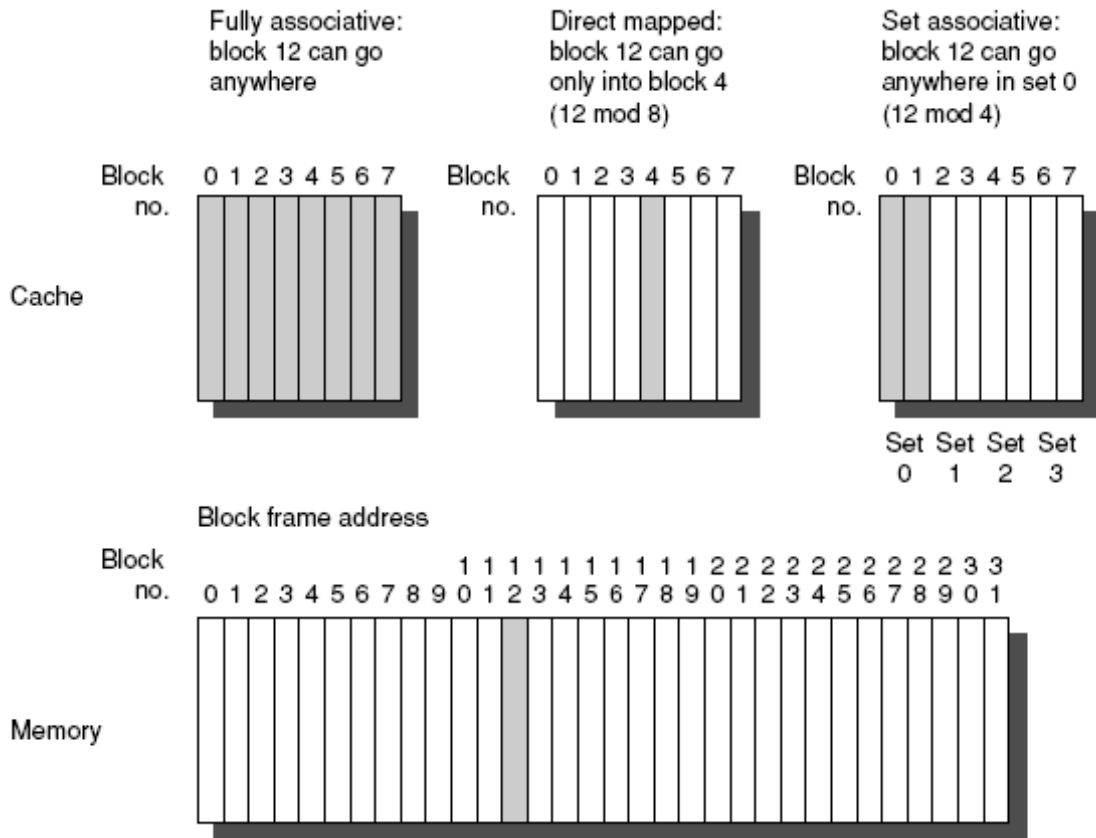 Fully associative:
block 12 can go
anywhere
Direct mapped:
block 12 can go
only into block 4
(12 mod 8)
Set associative:
block 12 can go
anywhere in set 0
(12 mod 4)
Block
no.
0 1 2 3 4 5 6 7
Block
no.
0 1 2 3 4 5 6 7
Block
no.
0 1 2 3 4 5 6 7
Cache
Set Set Set Set
0 1 2 3
Block frame address
Block
no.
1 1 1 1 1 1 1 1 1 1 2 2 2 2 2 2 2 2 2 2 3 3
0 1 2 3 4 5 6 7 8 9 0 1 2 3 4 5 6 7 8 9 0 1 2 3 4 5 6 7 8 9 0 1
Memory